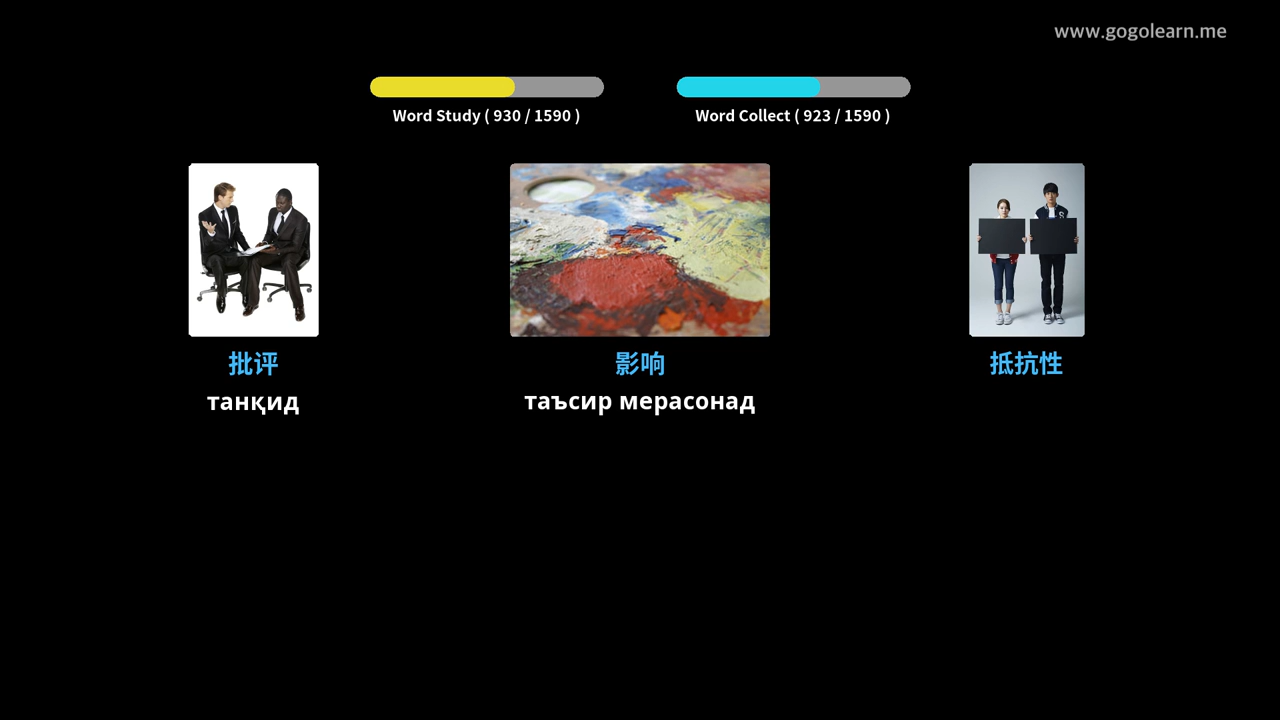 www.gogolearn.me
Word Study ( 930 / 1590 )
Word Collect ( 923 / 1590 )
批评
影响
抵抗性
танқид
таъсир мерасонад